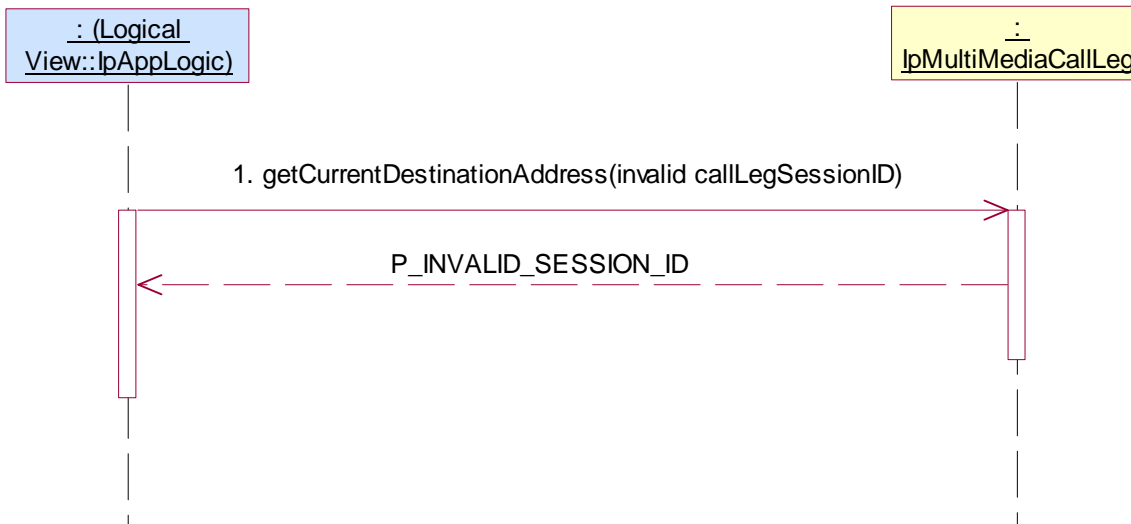 : (Logical
View::IpAppLogic)
:
IpMultiMediaCallLeg
1. getCurrentDestinationAddress(invalid callLegSessionID)
P_INVALID_SESSION_ID